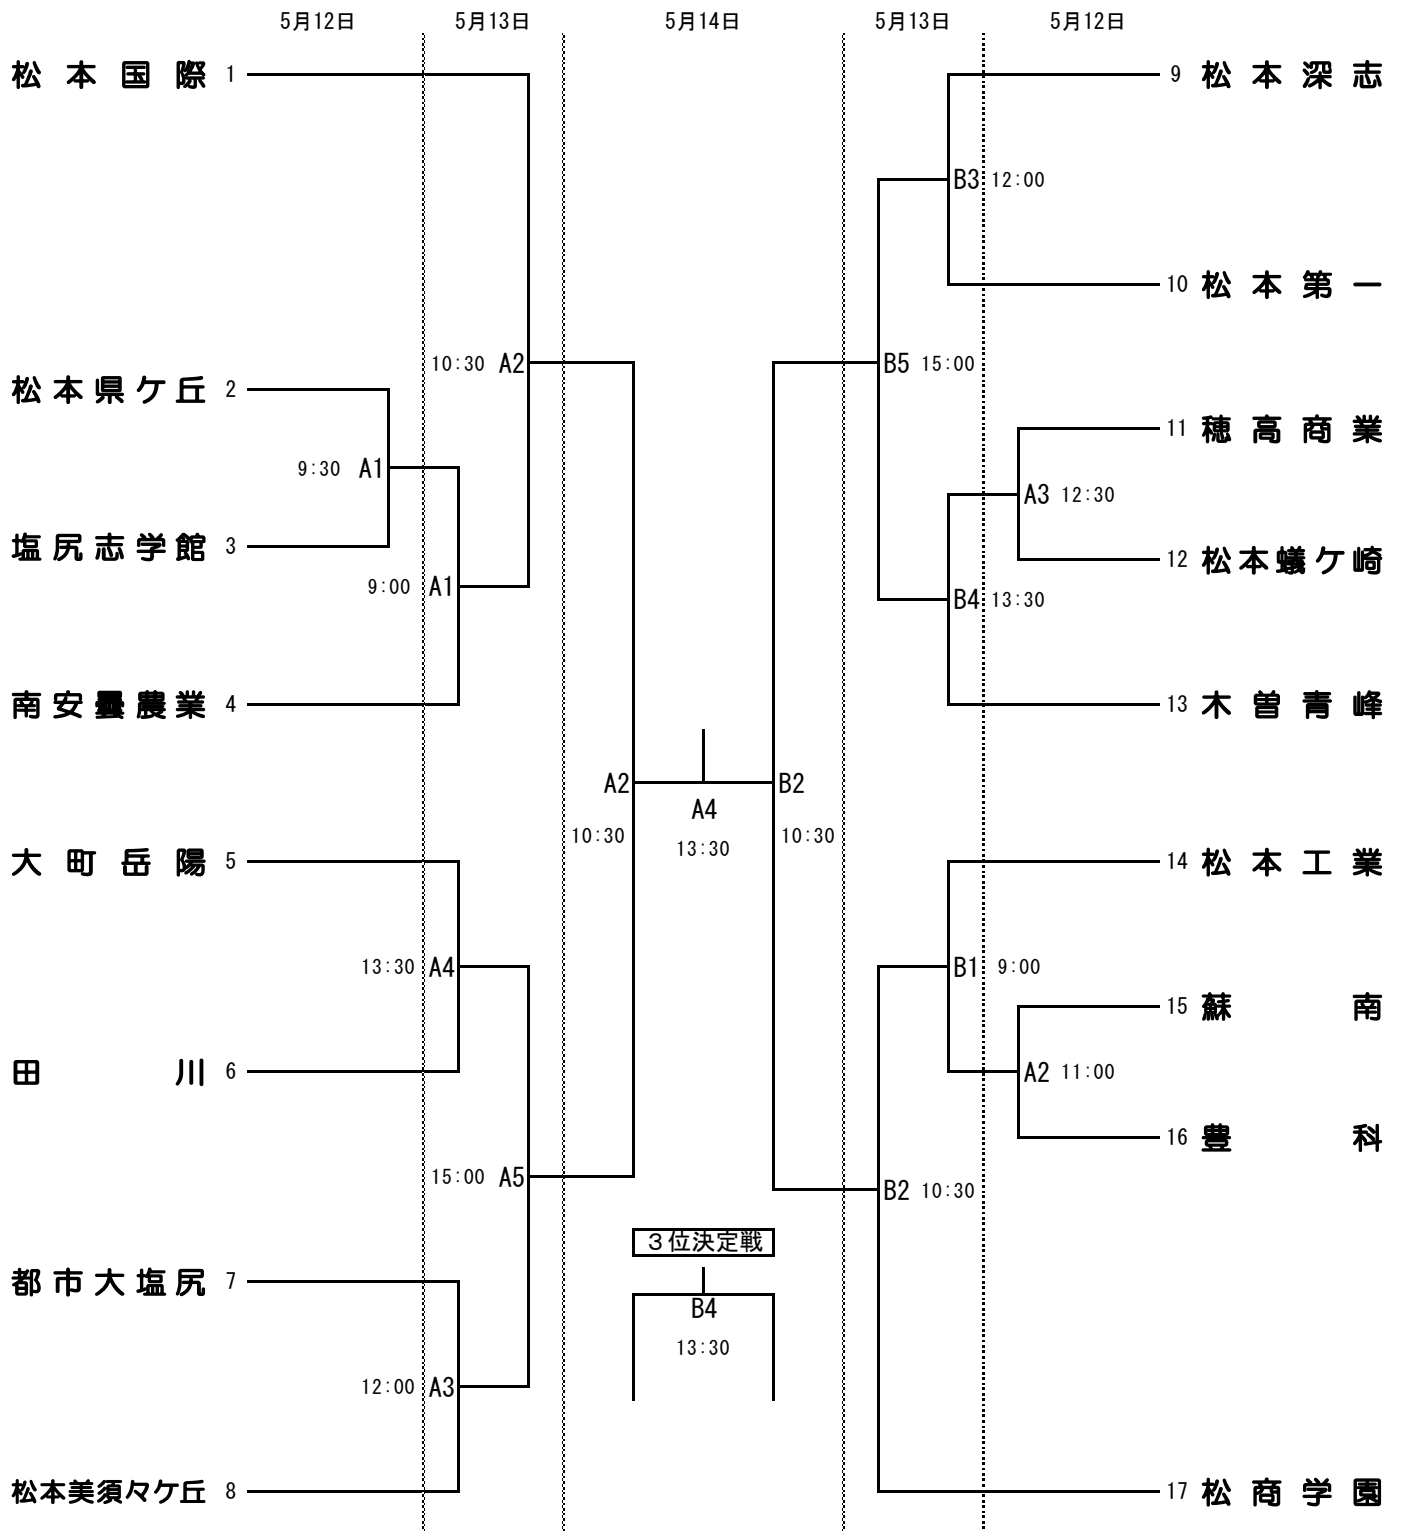 5月12日 5月13日 5月14日 5月13日 5月12日
松本国際 1 9 松本深志
B3 12:00
10 松本第一
10:30 A2 B5 15:00
松本県ケ丘 2
11 穂高商業
9:30 A1
A3 12:30
塩尻志学館 3
12 松本蟻ケ崎
9:00 A1
B4 13:30
南安曇農業 4 13 木曽青峰
A2 B2
A4
10:30 10:30
13:30
大町岳陽 5 14 松本工業
13:30 A4 B1 9:00
15 蘇南
田川 6 A2 11:00
16 豊科
15:00 A5
B2 10:30
3位決定戦
都市大塩尻 7
B4
13:30
12:00 A3
松本美須々ケ丘 8 17 松商学園